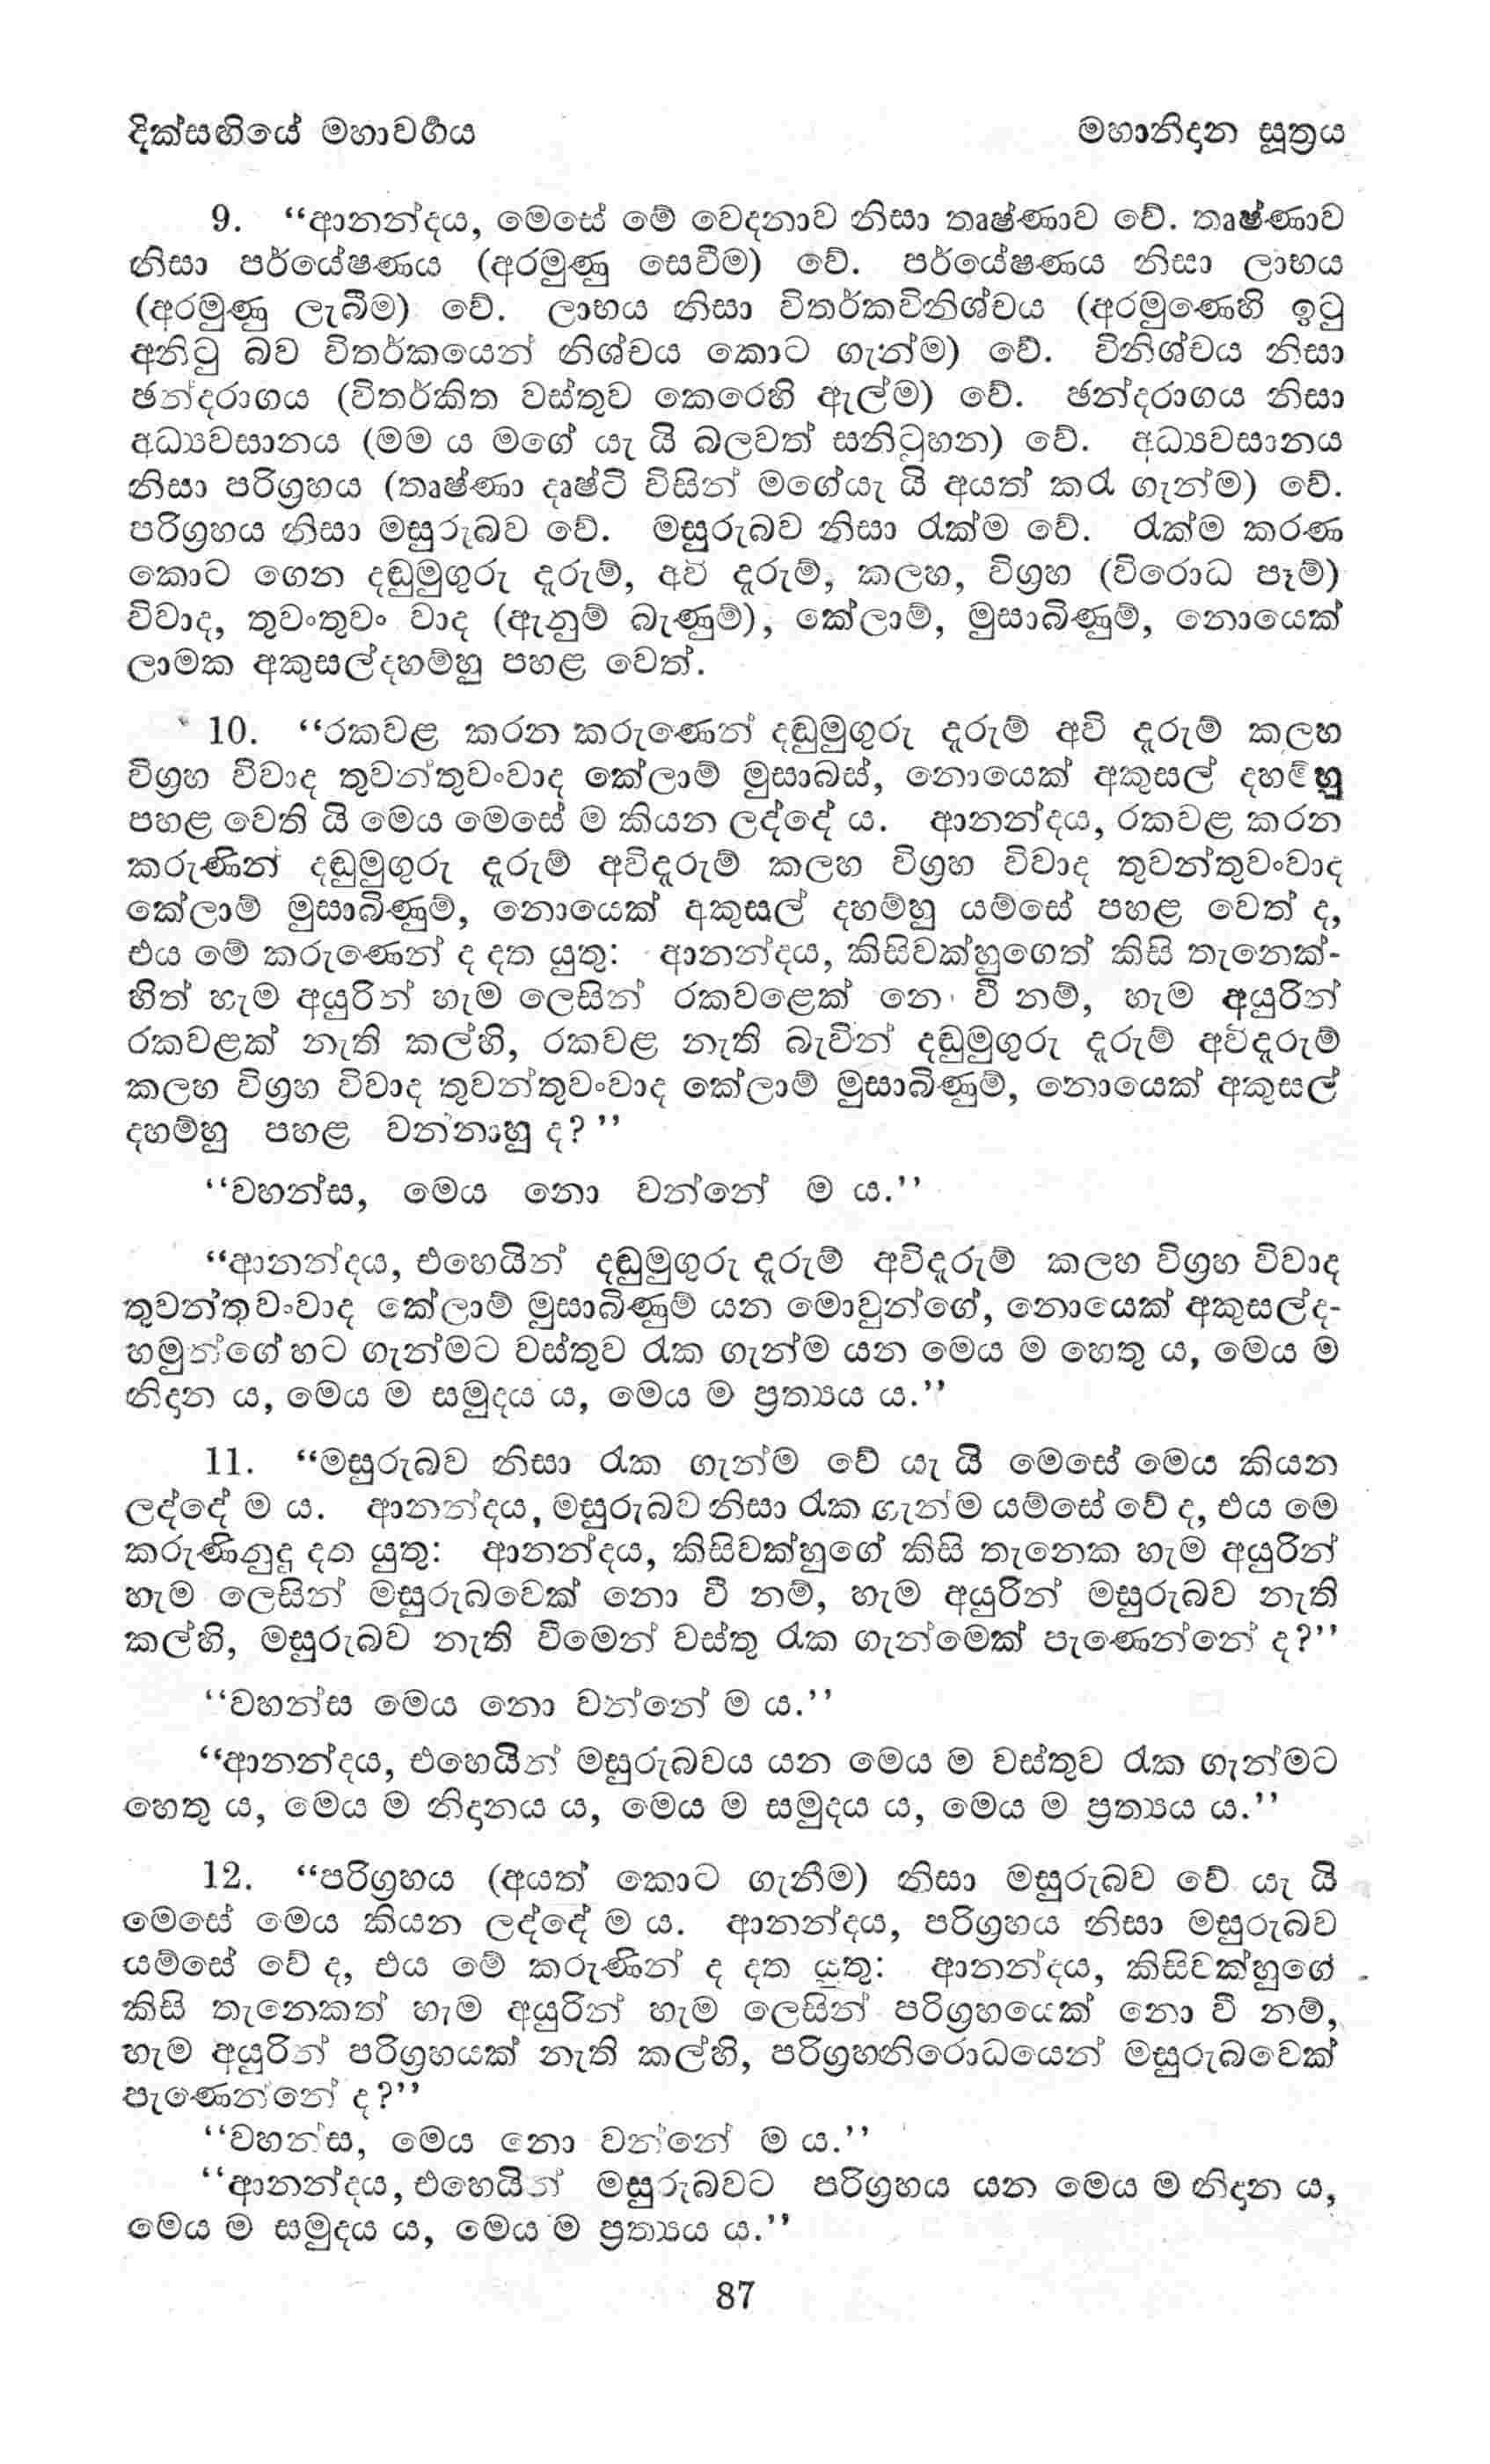 දික්සඟියේ මහාවර්‍ගය
මහානිදාන සූත්‍රය
9. “ආනන්දය, මෙසේ මේ වෙදනාව නිසා තෘෂ්ණාව වේ. තෘෂ්ණාව
නිසා පර්යේෂණය (අරමුණු සෙවීම) වේ. පර්යේෂණය නිසා ලාභය
(අරමුණු ලැබීම) වේ. ලාභය නිසා විතර්කවිනිශ්චය (අරමුණෙහි ඉටු
අනිටු බව විතර්කයෙන් නිශ්චය කොට ගැන්ම) වේ. විනිශ්චය නිසා
ඡන්දරාගය (විතර්කිත වස්තුව කෙරෙහි ඇල්ම) වේ. ඡන්දරාගය නිසා
අධ්‍යවසානය (මම ය මගේ යැ යි බලවත් සනිටුහන) වේ. අධ්‍යවසානය
නිසා පරිග්‍රහය (තෘෂ්ණා දෘෂ්ටි විසින් මගේයැ යි අයත් කරැ ගැන්ම) වේ.
පරිග්‍රහය නිසා මසුරුබව වේ. මසුරුබව නිසා රැක්ම වේ. රැක්ම කරණ
කොට ගෙන දඬුමුගුරු දැරුම්, අවි දැරුම්, කලහ, විග්‍රහ (විරොධ පෑම්)
විවාද, තුවංතුවං වාද (ඇනුම් බැණුම්), කේලාම්, මුසාබිණුම්, නොයෙක්
ලාමක අකුසල්දහම්හු පහළ වෙත්.
10. “රකවළ කරන කරුණෙන් දඬුමුගුරු දැරුම් අවි දැරුම් කලහ
විග්‍රහ විවාද තුවන්තුවංවාද කේලාම් මුසාබස්, නොයෙක් අකුසල් දහම්හු
පහළ වෙති යි මෙය මෙසේ ම කියන ලද්දේ ය. ආනන්දය, රකවළ කරන
කරුණින් දඬුමුගුරු දැරුම් අවිදැරුම් කලහ විග්‍රහ විවාද තුවන්තුවංවාද
කේලාම් මුසාබිණුම්, නොයෙක් අකුසල් දහම්හු යම්සේ පහළ වෙත් ද,
එය මේ කරුණෙන් ද දත යුතු: ආනන්දය, කිසිවක්හුගෙත් කිසි තැනෙක්-
හිත් හැම අයුරින් හැම ලෙසින් රකවළෙක් නො වී නම්, හැම අයුරින්
රකවළක් නැති කල්හි, රකවළ නැති බැවින් දඬුමුගුරු දැරුම් අවිදැරුම්
කලහ විග්‍රහ විවාද තුවන්තුවංවාද කේලාම් මුසාබිණුම්, නොයෙක් අකුසල්
දහම්හු පහළ වන්නාහු ද?”
“වහන්ස, මෙය නො වන්නේ ම ය.”
“ආනන්දය, එහෙයින් දඬුමුගුරු දැරුම් අවිදැරුම් කලහ විග්‍රහ විවාද
තුවන්තුවංවාද කේලාම් මුසාබිණුම් යන මොවුන්ගේ, නොයෙක් අකුසල්ද-
හමුන්ගේ හට ගැන්මට වස්තුව රැක ගැන්ම යන මෙය ම හෙතු ය, මෙය ම
නිදාන ය, මෙය ම සමුදය ය, මෙය ම ප්‍රත්‍යය ය.”
11. “මසුරුබව නිසා රැක ගැන්ම වේ යැ යි මෙසේ මෙය කියන
ලද්දේ ම ය. ආනන්දය, මසුරුබව නිසා රැක ගැන්ම යම්සේ වේ ද, එය මේ
කරුණිනුදු දත යුතු: ආනන්දය, කිසිවක්හුගේ කිසි තැනෙක හැම අයුරින්
හැම ලෙසින් මසුරුබවෙක් නො වී නම්, හැම අයුරින් මසුරුබව නැති
කල්හි, මසුරුබව නැති වීමෙන් වස්තු රැක ගැන්මෙක් පැණෙන්නේ ද?”
“වහන්ස මෙය නො වන්නේ ම ය.”
“ආනන්දය, එහෙයින් මසුරුබවය යන මෙය ම වස්තුව රැක ගැන්මට
හෙතු ය, මෙය ම නිදානය ය, මෙය ම සමුදය ය, මෙය ම ප්‍රත්‍යය ය.”
12. “පරිග්‍රහය (අයත් කොට ගැනීම) නිසා මසුරුබව වේ යැ යි
මෙසේ මෙය කියන ලද්දේ ම ය. ආනන්දය, පරිග්‍රහය නිසා මසුරුබව
යම්සේ වේ ද, එය මේ කරුණින් ද දත යුතු: ආනන්දය, කිසිවක්හුගේ
කිසි තැනෙකත් හැම අයුරින් හැම ලෙසින් පරිග්‍රහයෙක් නො වී නම්,
හැම අයුරින් පරිග්‍රහයක් නැති කල්හි, පරිග්‍රහනිරොධයෙන් මසුරුබවෙක්
පැණෙන්නේ ද?”
“වහන්ස, මෙය නො වන්නේ ම ය.”
“ආනන්දය, එහෙයින් මසුරුබවට පරිග්‍රහය යන මෙය ම නිදාන ය,
මෙය ම සමුදය ය, මෙය ම ප්‍රත්‍යය ය.”
87